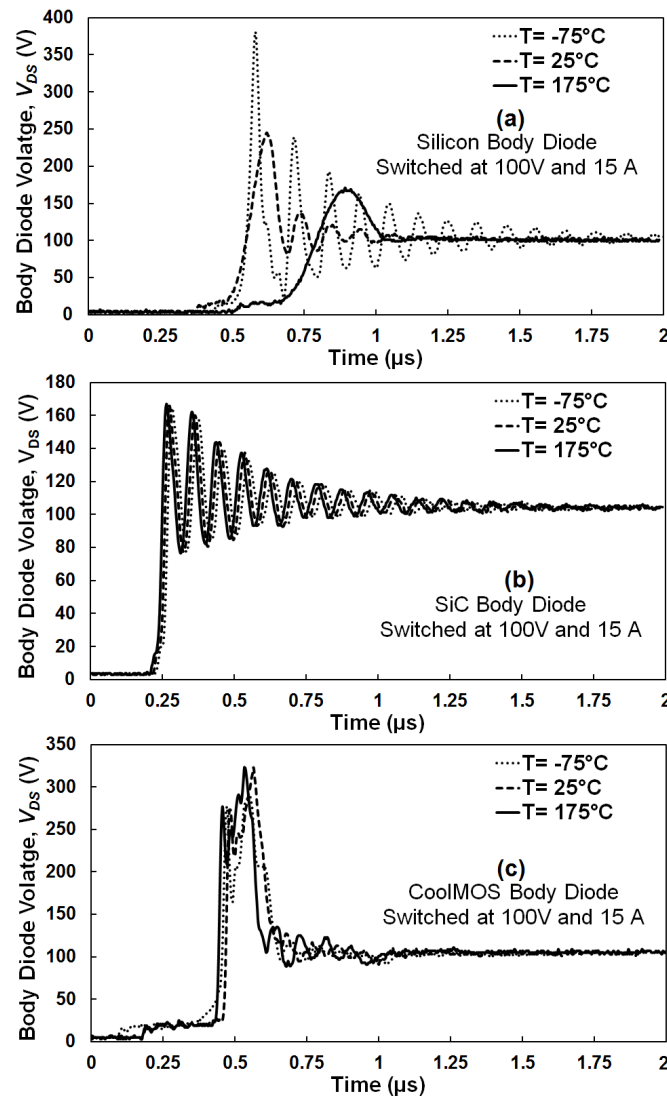 Body Diode Volatge, V_DS (V)
400
350
300
250
200
150
100
50
0
T= -75°C
T= 25°C
T= 175°C
(a)
Silicon Body Diode
Switched at 100V and 15 A
0 0.25 0.5 0.75 1 1.25 1.5 1.75 2
Time (µs)
Body Diode Volatge, V_DS (V)
180
160
140
120
100
80
60
40
20
0
T= -75°C
T= 25°C
T= 175°C
(b)
SiC Body Diode
Switched at 100V and 15 A
0 0.25 0.5 0.75 1 1.25 1.5 1.75 2
Time (µs)
Body Diode Volatge, V_DS (V)
350
300
250
200
150
100
50
0
T= -75°C
T= 25°C
T= 175°C
(c)
CoolMOS Body Diode
Switched at 100V and 15 A
0 0.25 0.5 0.75 1 1.25 1.5 1.75 2
Time (µs)